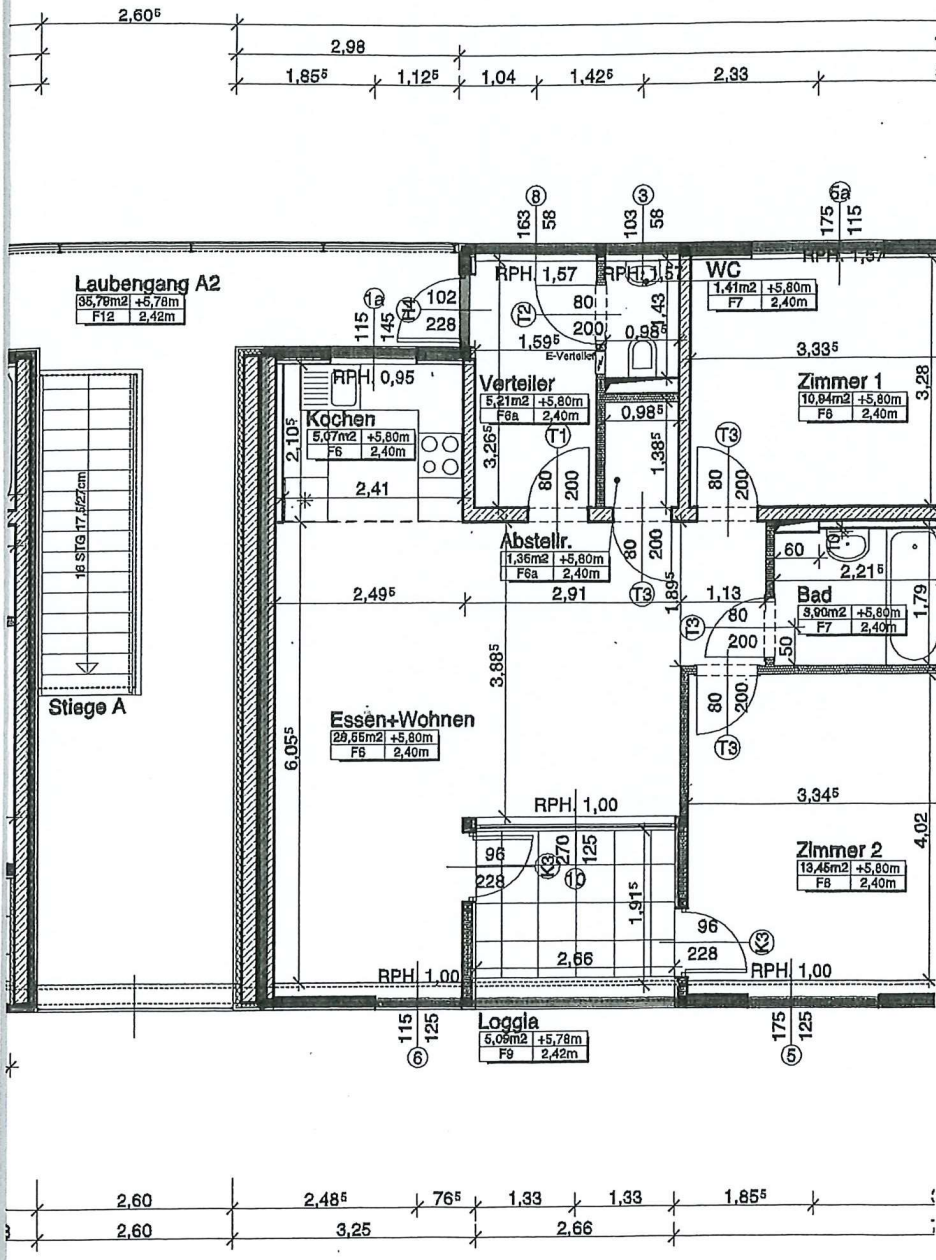 2,60⁵
2,98
1,85⁵ 1,12⁵ 1,04 1,42⁵ 2,33
8 3 6a
163 58 103 58 175 115
Laubengang A2
35,79m2 +5,78m
F12 2,42m
1a
115 145
H4
102
228
RPH. 1,57
RPH. 1,57
RPH. 1,57
WC
1,41m2 +5,80m
F7 2,40m
T2
80
200
1,43
0,98⁵
1,59⁵
E-Verteiler
3,33⁵
3,28
Zimmer 1
10,94m2 +5,80m
F6 2,40m
RPH. 0,95
Kochen
5,07m2 +5,80m
F6 2,40m
2,10⁵
2,41
Verteiler
5,21m2 +5,80m
F6a 2,40m
3,26⁵
T1
80 200
0,98⁵
1,38⁵
T3
80 200
16 STG 17,5/27cm
Stiege A
Abstellr.
1,36m2 +5,80m
F6a 2,40m
80 200
T3
1,89⁵
60
10
2,21⁵
1,79
Bad
3,90m2 +5,80m
F7 2,40m
2,49⁵ 2,91 1,13
T3
80
200
50
3,88⁵
80 200
T3
Essen+Wohnen
28,55m2 +5,80m
F6 2,40m
6,05⁵
RPH. 1,00
3,34⁵
4,02
Zimmer 2
13,45m2 +5,80m
F6 2,40m
96
228
K3
270 125
10
1,91⁵
2,66
96
228
K3
RPH. 1,00
RPH. 1,00
115 125
6
Loggia
5,09m2 +5,78m
F9 2,42m
175 125
5
2,60 2,48⁵ 76⁵ 1,33 1,33 1,85⁵
2,60 3,25 2,66